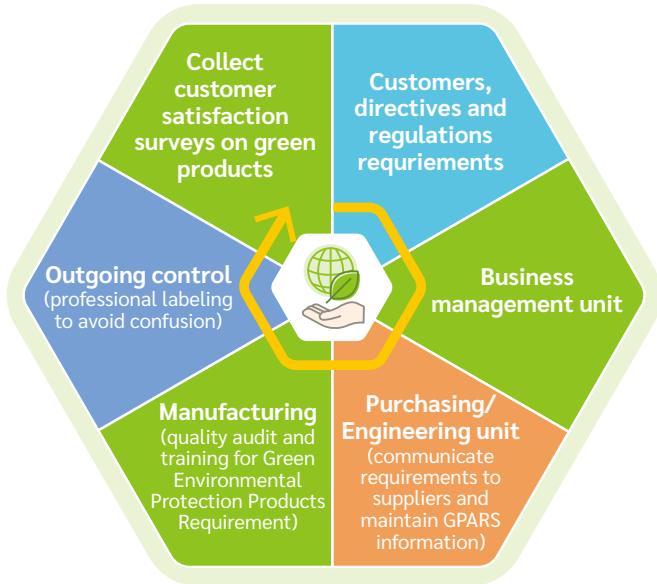 Collect
customer
satisfaction
surveys on green
products
Customers,
directives and
regulations
requriements
Business
management unit
Purchasing/
Engineering unit
(communicate
requirements to
suppliers and
maintain GPARS
information)
Manufacturing
(quality audit and
training for Green
Environmental
Protection Products
Requirement)
Outgoing control
(professional labeling
to avoid confusion)